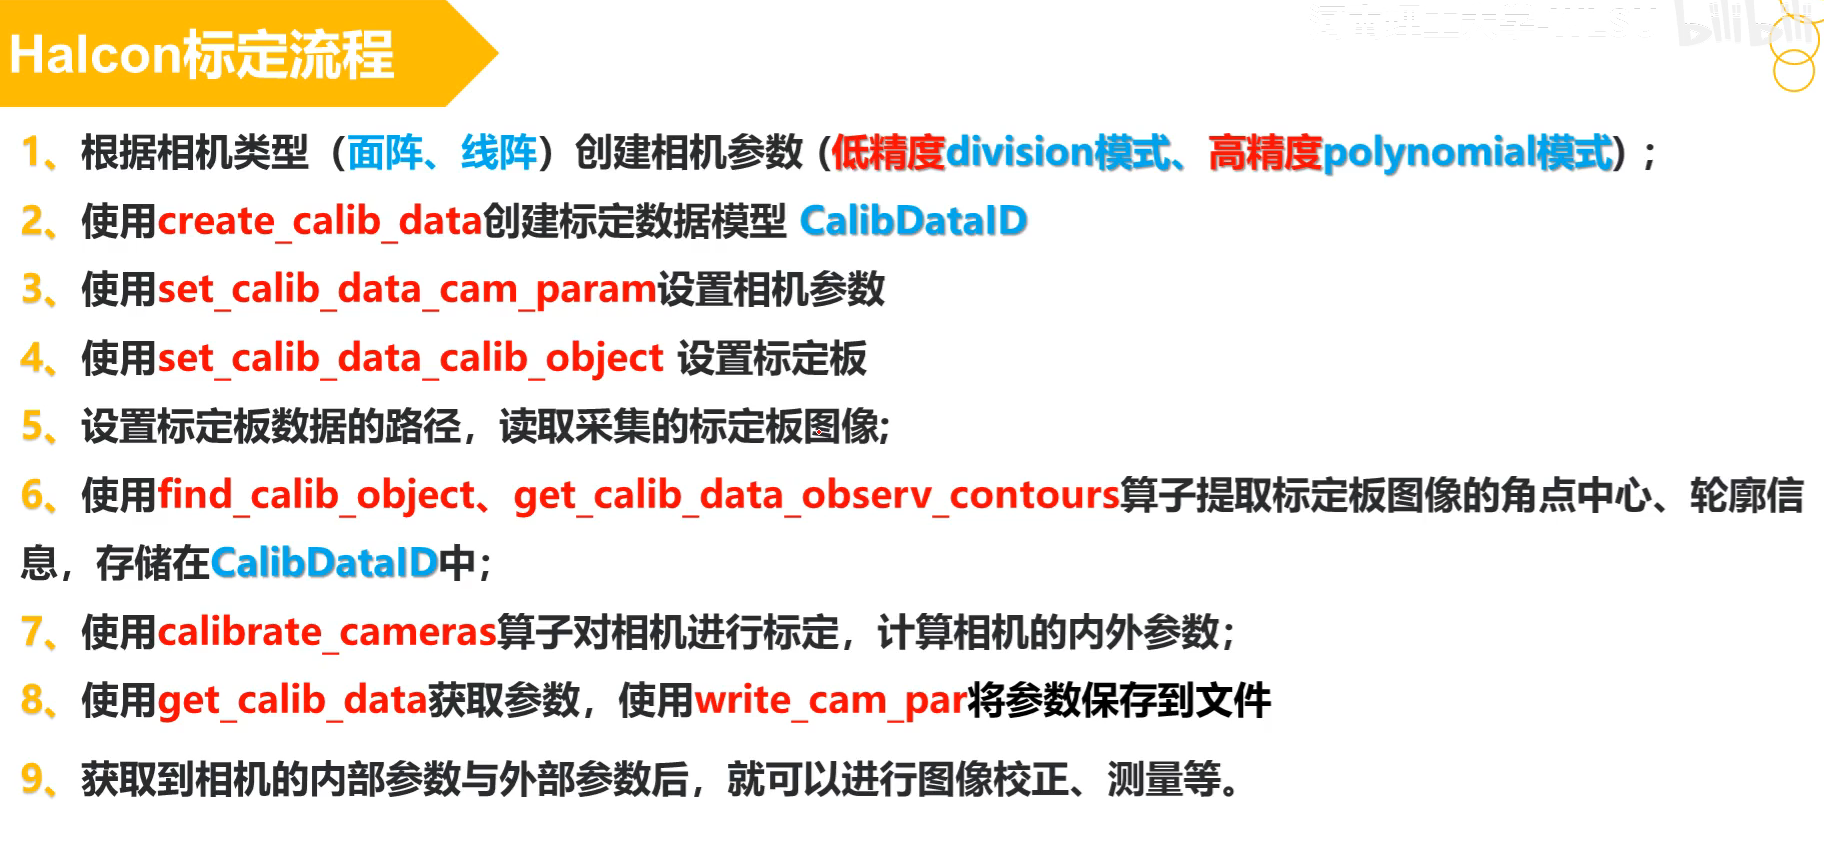 Halcon标定流程
1、根据相机类型（面阵、线阵）创建相机参数 (低精度division模式、高精度polynomial模式)；
2、使用create_calib_data创建标定数据模型 CalibDataID
3、使用set_calib_data_cam_param设置相机参数
4、使用set_calib_data_calib_object 设置标定板
5、设置标定板数据的路径，读取采集的标定板图像;
6、使用find_calib_object、get_calib_data_observ_contours算子提取标定板图像的角点中心、轮廓信
息，存储在CalibDataID中；
7、使用calibrate_cameras算子对相机进行标定，计算相机的内外参数；
8、使用get_calib_data获取参数，使用write_cam_par将参数保存到文件
9、获取到相机的内部参数与外部参数后，就可以进行图像校正、测量等。
bilibili